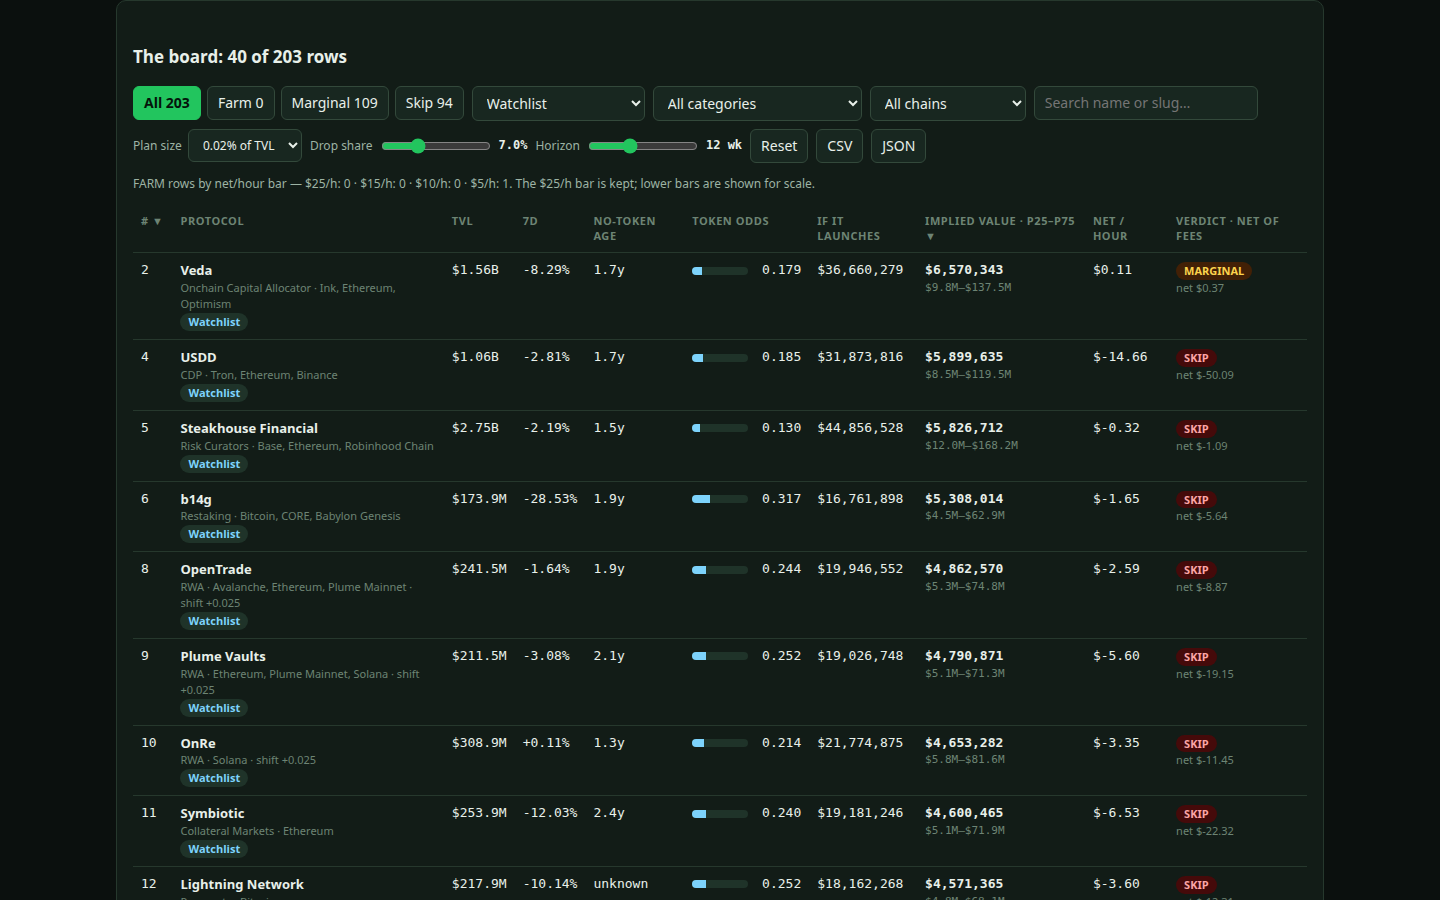 The board: 40 of 203 rows
All 203 Farm 0 Marginal 109 Skip 94 Watchlist All categories All chains Search name or slug...
Plan size 0.02% of TVL Drop share 7.0% Horizon 12 wk Reset CSV JSON
FARM rows by net/hour bar — $25/h: 0 · $15/h: 0 · $10/h: 0 · $5/h: 1. The $25/h bar is kept; lower bars are shown for scale.
# ▼ PROTOCOL TVL 7D NO-TOKEN AGE TOKEN ODDS IF IT LAUNCHES IMPLIED VALUE · P25–P75 ▼ NET / HOUR VERDICT · NET OF FEES
2 Veda $1.56B -8.29% 1.7y 0.179 $36,660,279 $6,570,343 $0.11 MARGINAL
Onchain Capital Allocator · Ink, Ethereum, $9.8M–$137.5M net $0.37
Optimism
Watchlist
4 USDD $1.06B -2.81% 1.7y 0.185 $31,873,816 $5,899,635 $-14.66 SKIP
CDP · Tron, Ethereum, Binance $8.5M–$119.5M net $-50.09
Watchlist
5 Steakhouse Financial $2.75B -2.19% 1.5y 0.130 $44,856,528 $5,826,712 $-0.32 SKIP
Risk Curators · Base, Ethereum, Robinhood Chain $12.0M–$168.2M net $-1.09
Watchlist
6 b14g $173.9M -28.53% 1.9y 0.317 $16,761,898 $5,308,014 $-1.65 SKIP
Restaking · Bitcoin, CORE, Babylon Genesis $4.5M–$62.9M net $-5.64
Watchlist
8 OpenTrade $241.5M -1.64% 1.9y 0.244 $19,946,552 $4,862,570 $-2.59 SKIP
RWA · Avalanche, Ethereum, Plume Mainnet · $5.3M–$74.8M net $-8.87
shift +0.025
Watchlist
9 Plume Vaults $211.5M -3.08% 2.1y 0.252 $19,026,748 $4,790,871 $-5.60 SKIP
RWA · Ethereum, Plume Mainnet, Solana · shift $5.1M–$71.3M net $-19.15
+0.025
Watchlist
10 OnRe $308.9M +0.11% 1.3y 0.214 $21,774,875 $4,653,282 $-3.35 SKIP
RWA · Solana · shift +0.025 $5.8M–$81.6M net $-11.45
Watchlist
11 Symbiotic $253.9M -12.03% 2.4y 0.240 $19,181,246 $4,600,465 $-6.53 SKIP
Collateral Markets · Ethereum $5.1M–$71.9M net $-22.32
Watchlist
12 Lightning Network $217.9M -10.14% unknown 0.252 $18,162,268 $4,571,365 $-3.60 SKIP